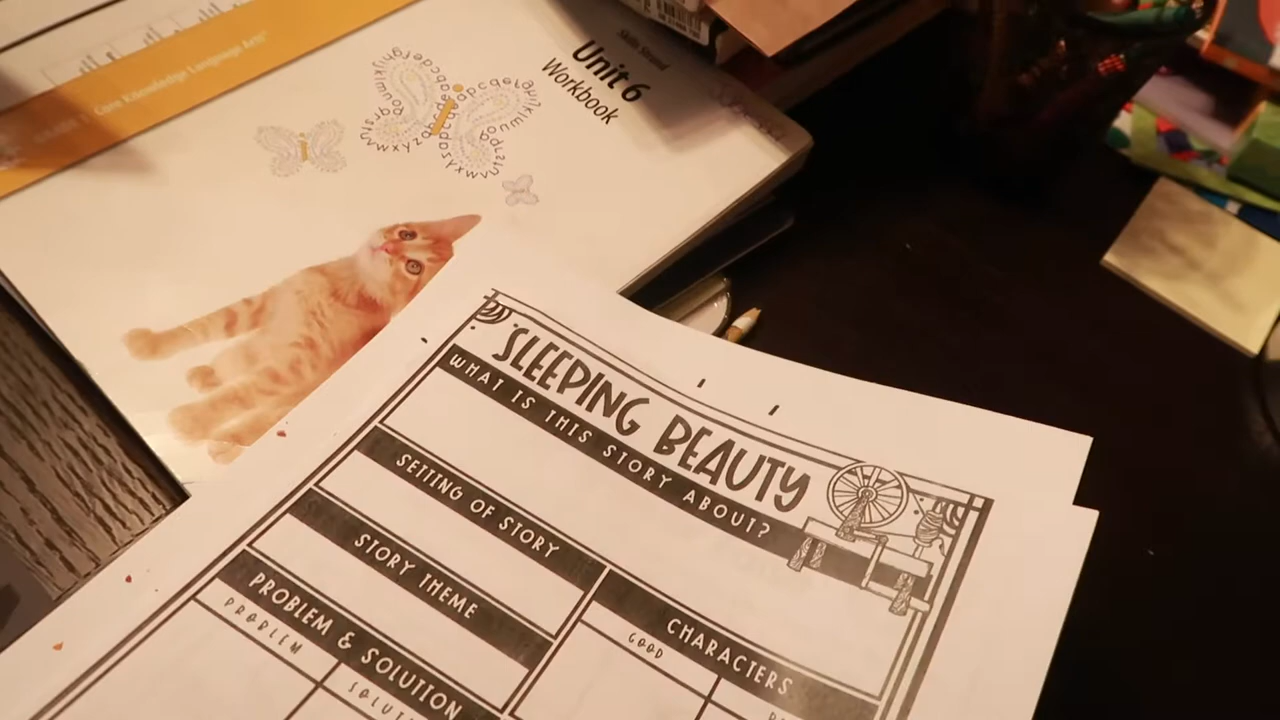 Core Knowledge Language Arts®
Skills Strand
Unit 6
Workbook
SLEEPING BEAUTY
WHAT IS THIS STORY ABOUT?
SETTING OF STORY
STORY THEME
CHARACTERS
GOOD
PROBLEM & SOLUTION
PROBLEM